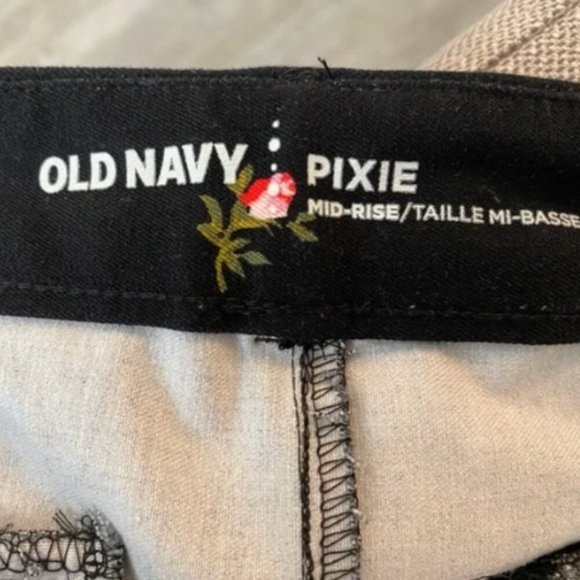 OLD NAVY
PIXIE
MID-RISE/TAILLE MI-BASSE